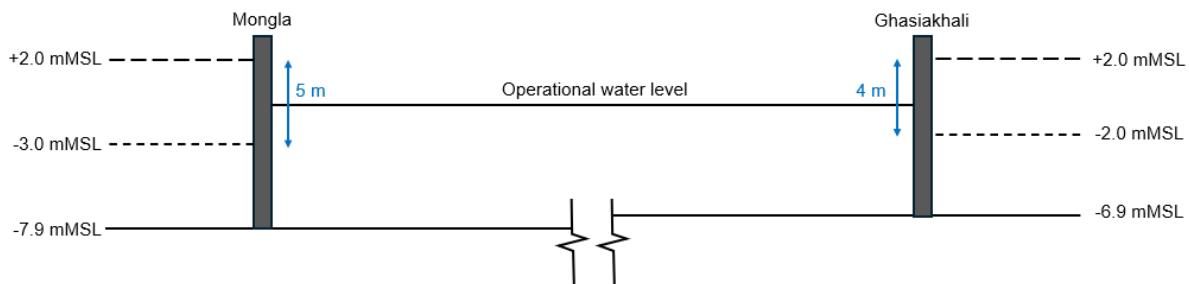 Mongla
Ghasiakhali
+2.0 mMSL
+2.0 mMSL
5 m
Operational water level
4 m
-3.0 mMSL
-2.0 mMSL
-7.9 mMSL
-6.9 mMSL